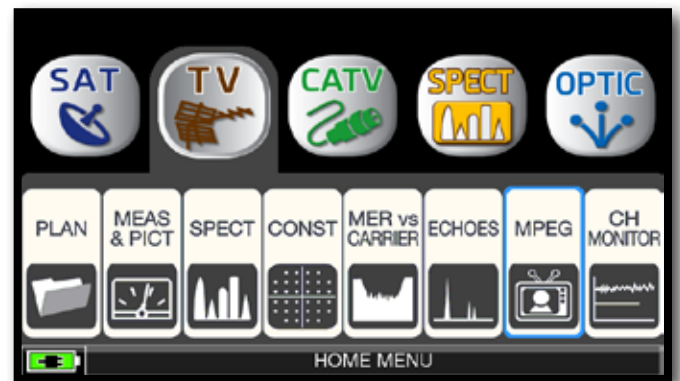 SAT
TV
CATV
SPECT
OPTIC
PLAN
MEAS
& PICT
SPECT
CONST
MER vs
CARRIER
ECHOES
MPEG
CH
MONITOR
HOME MENU